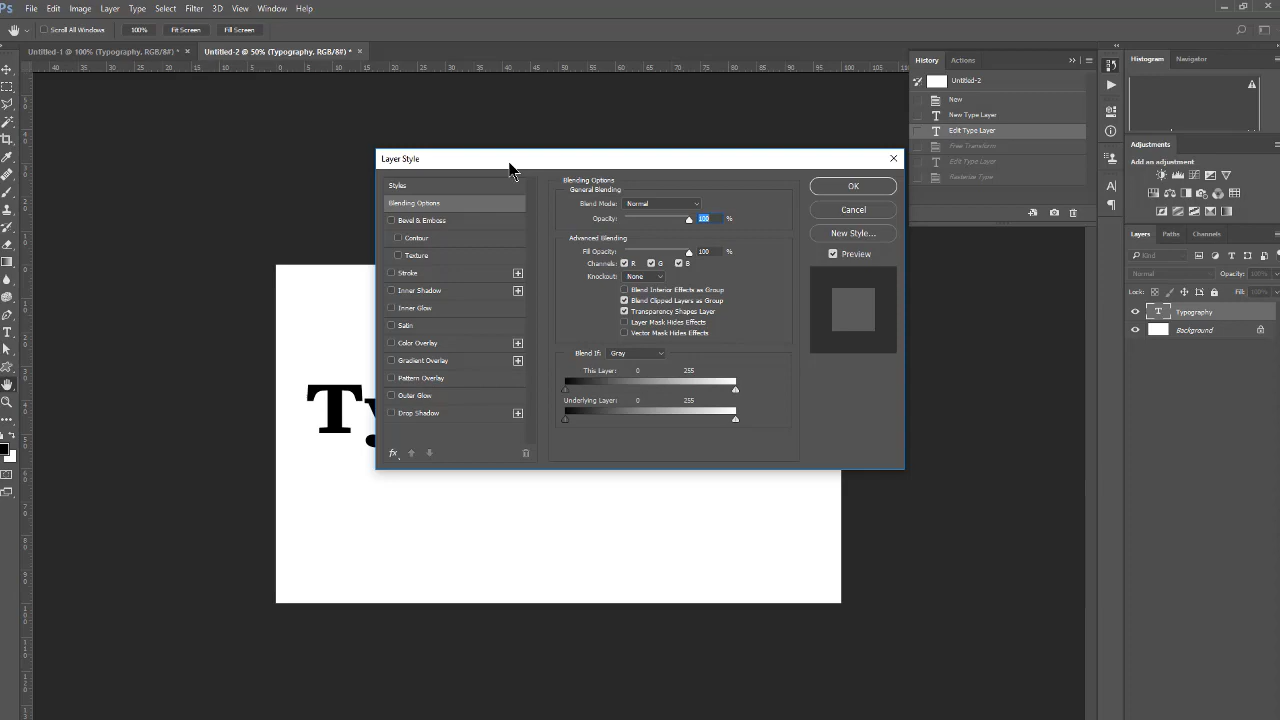 Ps File Edit Image Layer Type Select Filter 3D View Window Help
Scroll All Windows 100% Fit Screen Fill Screen
Untitled-1 @ 100% (Typography, RGB/8#) * × Untitled-2 @ 50% (Typography, RGB/8#) * ×
History Actions
Untitled-2
New
New Type Layer
Edit Type Layer
Free Transform
Edit Type Layer
Rasterize Type
Histogram Navigator
Adjustments
Add an adjustment
Layers Paths Channels
Kind
Normal Opacity: 100%
Lock: Fill: 100%
Typography
Background
Layer Style
Styles
Blending Options
Bevel & Emboss
Contour
Texture
Stroke
Inner Shadow
Inner Glow
Satin
Color Overlay
Gradient Overlay
Pattern Overlay
Outer Glow
Drop Shadow
fx
Blending Options
General Blending
Blend Mode: Normal
Opacity: 100 %
Advanced Blending
Fill Opacity: 100 %
Channels: R G B
Knockout: None
Blend Interior Effects as Group
Blend Clipped Layers as Group
Transparency Shapes Layer
Layer Mask Hides Effects
Vector Mask Hides Effects
Blend If: Gray
This Layer: 0 255
Underlying Layer: 0 255
OK
Cancel
New Style...
Preview